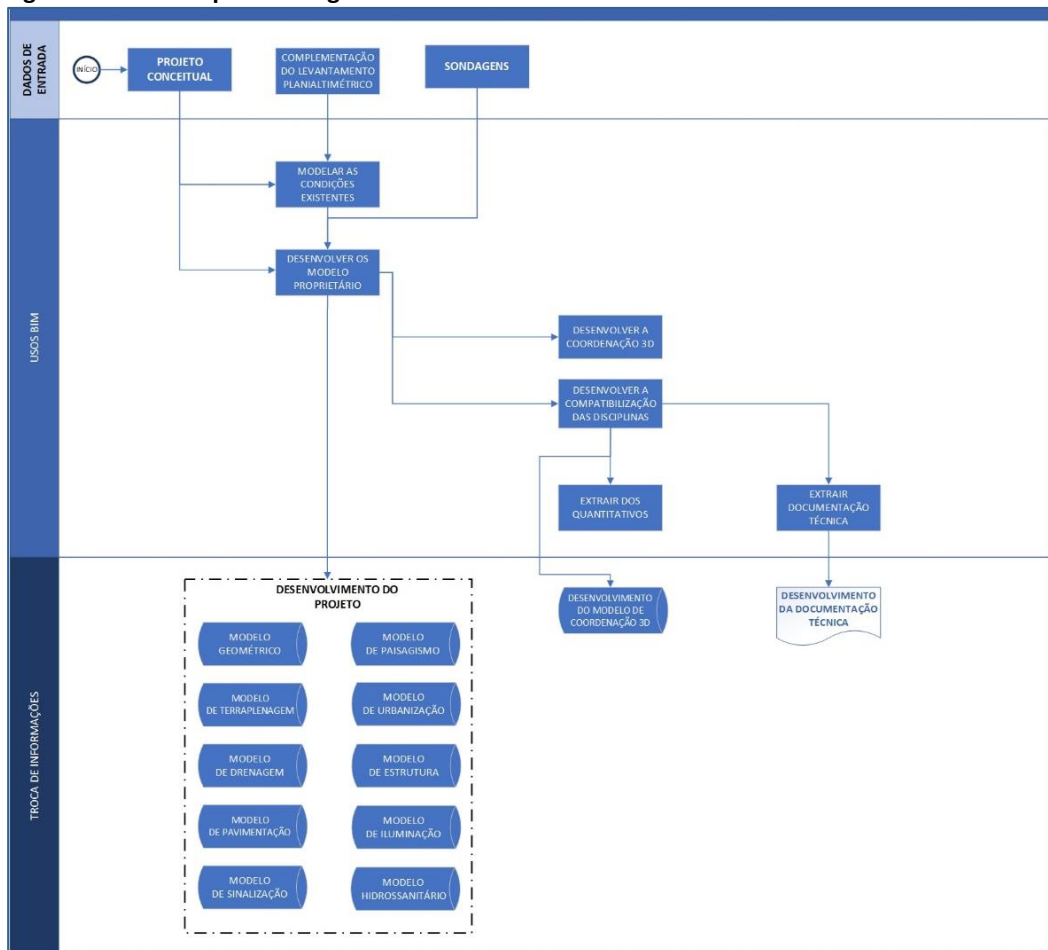 DADOS DE
ENTRADA
INÍCIO
PROJETO
CONCEITUAL
COMPLEMENTAÇÃO
DO LEVANTAMENTO
PLANIALTIMÉTRICO
SONDAGENS
USOS BIM
MODELAR AS
CONDIÇÕES
EXISTENTES
DESENVOLVER OS
MODELO
PROPRIETÁRIO
DESENVOLVER A
COORDENAÇÃO 3D
DESENVOLVER A
COMPATIBILIZAÇÃO
DAS DISCIPLINAS
EXTRAIR DOS
QUANTITATIVOS
EXTRAIR
DOCUMENTAÇÃO
TÉCNICA
TROCA DE INFORMAÇÕES
DESENVOLVIMENTO DO
PROJETO
MODELO
GEOMÉTRICO
MODELO
DE PAISAGISMO
MODELO
DE TERRAPLENAGEM
MODELO
DE URBANIZAÇÃO
MODELO
DE DRENAGEM
MODELO
DE ESTRUTURA
MODELO
DE PAVIMENTAÇÃO
MODELO
DE ILUMINAÇÃO
MODELO
DE SINALIZAÇÃO
MODELO
HIDROSSANITÁRIO
DESENVOLVIMENTO
DO MODELO DE
COORDENAÇÃO 3D
DESENVOLVIMENTO
DA DOCUMENTAÇÃO
TÉCNICA